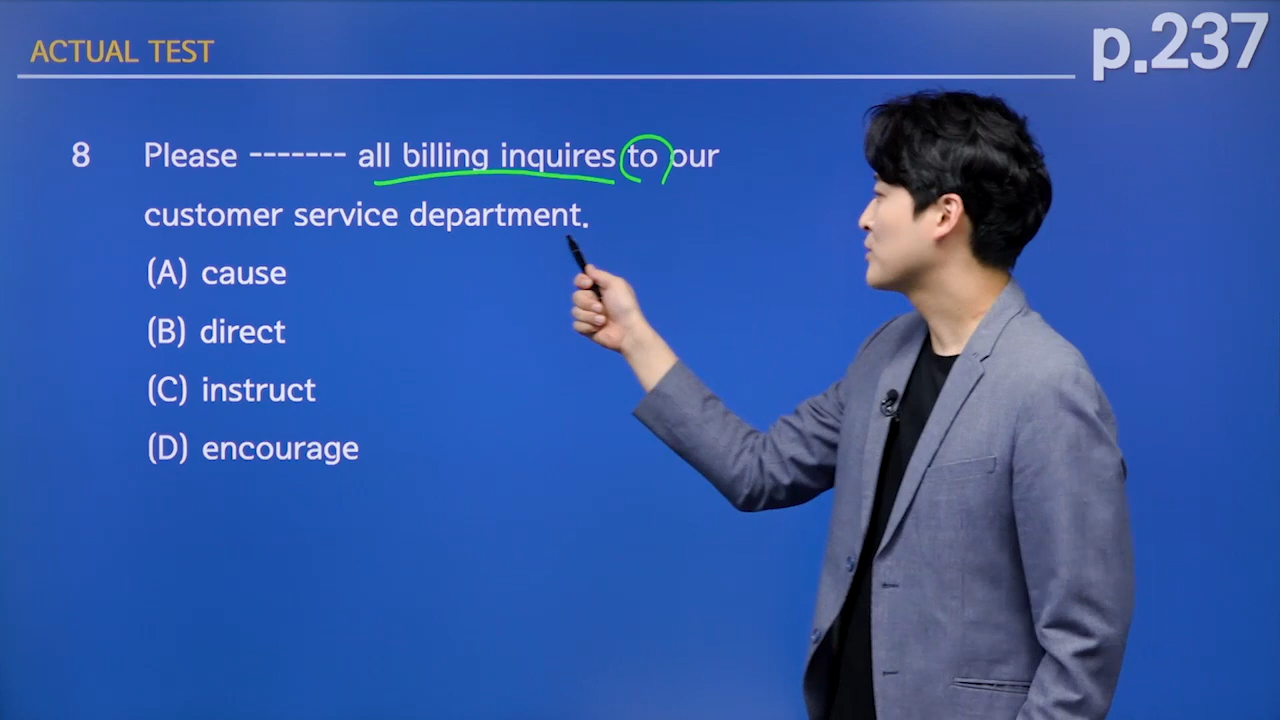 ACTUAL TEST
p.237
8 Please ------- all billing inquires to our
customer service department.
(A) cause
(B) direct
(C) instruct
(D) encourage